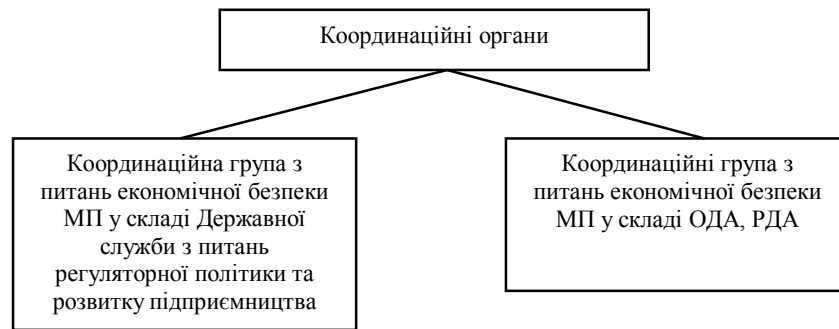 Координаційні органи
Координаційна група з
питань економічної безпеки
МП у складі Державної
служби з питань
регуляторної політики та
розвитку підприємництва
Координаційні група з
питань економічної безпеки
МП у складі ОДА, РДА